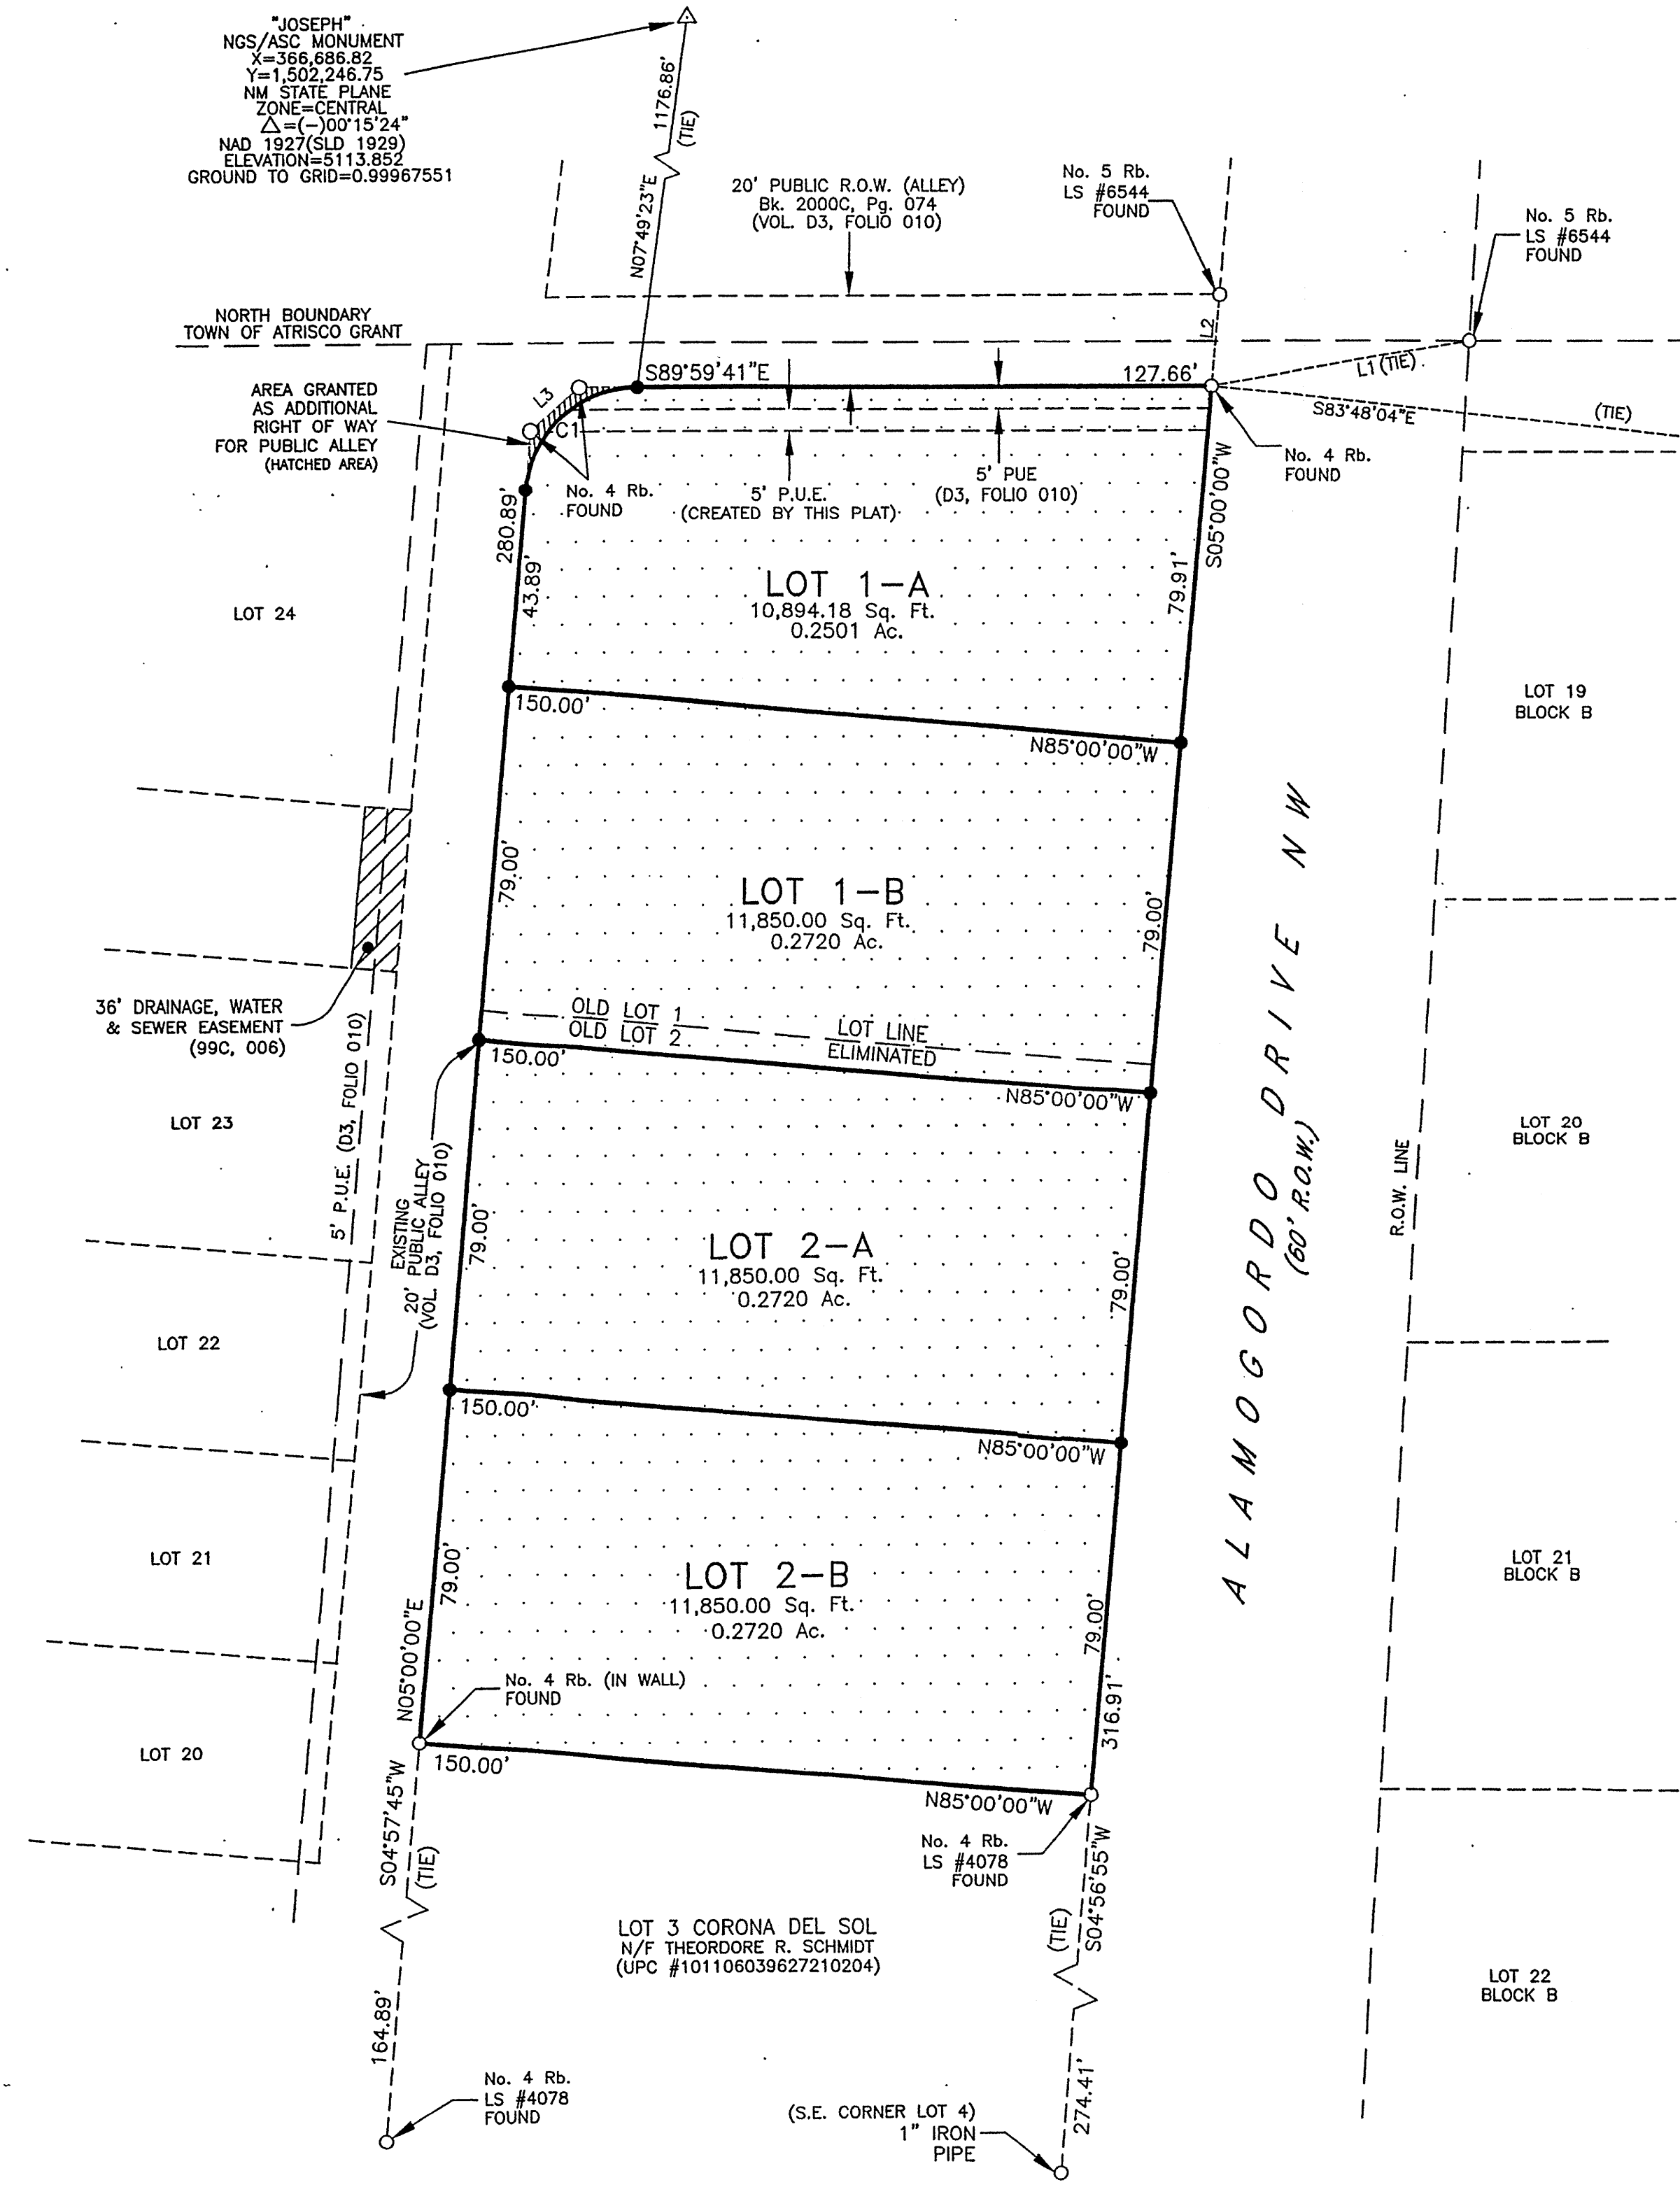 "JOSEPH"
NGS/ASC MONUMENT
X=366,686.82
Y=1,502,246.75
NM STATE PLANE
ZONE=CENTRAL
△=(-)00°15'24"
NAD 1927(SLD 1929)
ELEVATION=5113.852
GROUND TO GRID=0.99967551
1176.86'
(TIE)
N07°49'23"E
20' PUBLIC R.O.W. (ALLEY)
Bk. 2000C, Pg. 074
(VOL. D3, FOLIO 010)
No. 5 Rb.
LS #6544
FOUND
No. 5 Rb.
LS #6544
FOUND
NORTH BOUNDARY
TOWN OF ATRISCO GRANT
L2
L1 (TIE)
S83°48'04"E
(TIE)
AREA GRANTED
AS ADDITIONAL
RIGHT OF WAY
FOR PUBLIC ALLEY
(HATCHED AREA)
L3
C1
S89°59'41"E
127.66'
No. 4 Rb.
FOUND
No. 4 Rb.
FOUND
5' P.U.E.
(CREATED BY THIS PLAT)
5' PUE
(D3, FOLIO 010)
S05°00'00"W
280.89'
43.89'
79.91'
LOT 1-A
10,894.18 Sq. Ft.
0.2501 Ac.
LOT 24
150.00'
N85°00'00"W
LOT 19
BLOCK B
79.00'
LOT 1-B
11,850.00 Sq. Ft.
0.2720 Ac.
79.00'
36' DRAINAGE, WATER
& SEWER EASEMENT
(99C, 006)
OLD LOT 1
OLD LOT 2
LOT LINE
ELIMINATED
150.00'
N85°00'00"W
ALAMOGORDO DRIVE NW
(60' R.O.W.)
R.O.W. LINE
LOT 23
5' P.U.E. (D3, FOLIO 010)
EXISTING
20' PUBLIC ALLEY
(VOL. D3, FOLIO 010)
LOT 20
BLOCK B
79.00'
LOT 2-A
11,850.00 Sq. Ft.
0.2720 Ac.
79.00'
LOT 22
150.00'
N85°00'00"W
LOT 21
LOT 21
BLOCK B
79.00'
LOT 2-B
11,850.00 Sq. Ft.
0.2720 Ac.
79.00'
N05°00'00"E
316.91'
No. 4 Rb. (IN WALL)
FOUND
LOT 20
150.00'
N85°00'00"W
S04°57'45"W
(TIE)
No. 4 Rb.
LS #4078
FOUND
S04°56'55"W
(TIE)
LOT 3 CORONA DEL SOL
N/F THEORDORE R. SCHMIDT
(UPC #101106039627210204)
LOT 22
BLOCK B
164.89'
No. 4 Rb.
LS #4078
FOUND
(S.E. CORNER LOT 4)
1" IRON
PIPE
274.41'